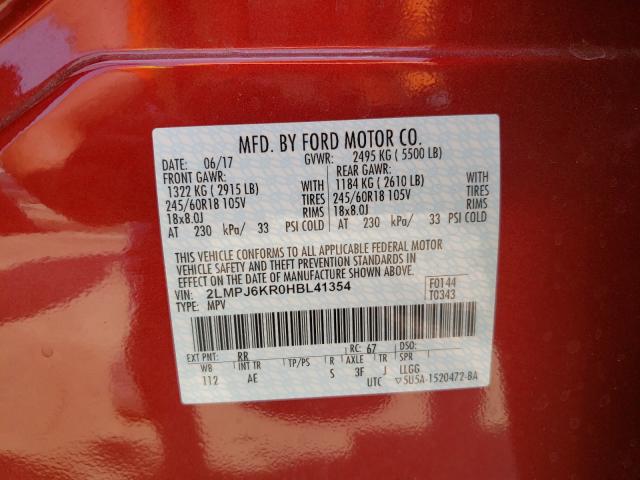 MFD. BY FORD MOTOR CO.
DATE: 06/17 GVWR: 2495 KG ( 5500 LB)
FRONT GAWR: REAR GAWR:
1322 KG ( 2915 LB) WITH 1184 KG ( 2610 LB) WITH
245/60R18 105V TIRES 245/60R18 105V TIRES
18x8.0J RIMS 18x8.0J RIMS
AT 230 kPa/ 33 PSI COLD AT 230 kPa/ 33 PSI COLD
THIS VEHICLE CONFORMS TO ALL APPLICABLE FEDERAL MOTOR
VEHICLE SAFETY AND THEFT PREVENTION STANDARDS IN
EFFECT ON THE DATE OF MANUFACTURE SHOWN ABOVE.
VIN: 2LMPJ6KR0HBL41354 F0144
TYPE: MPV T0343
EXT PNT: RR RC: 67
WB INT TR TP/PS R AXLE TR SPR
112 AE S 3F J LLGG
UTC ▽5U5A-1520472-BA